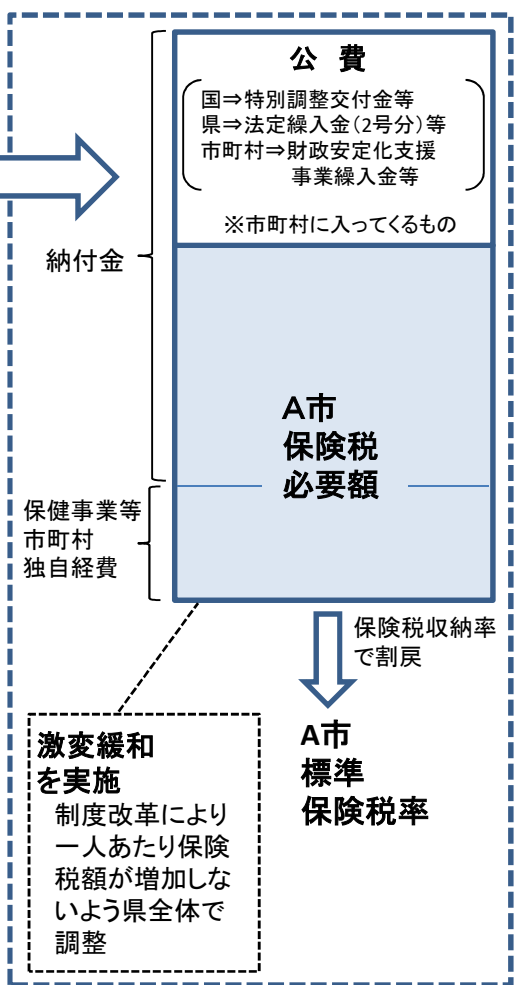 公 費
国⇒特別調整交付金等
県⇒法定繰入金(2号分)等
市町村⇒財政安定化支援
事業繰入金等
※市町村に入ってくるもの
納付金
A市
保険税
必要額
保健事業等
市町村
独自経費
保険税収納率
で割戻
激変緩和
を実施
制度改革により
一人あたり保険
税額が増加しな
いよう県全体で
調整
A市
標準
保険税率